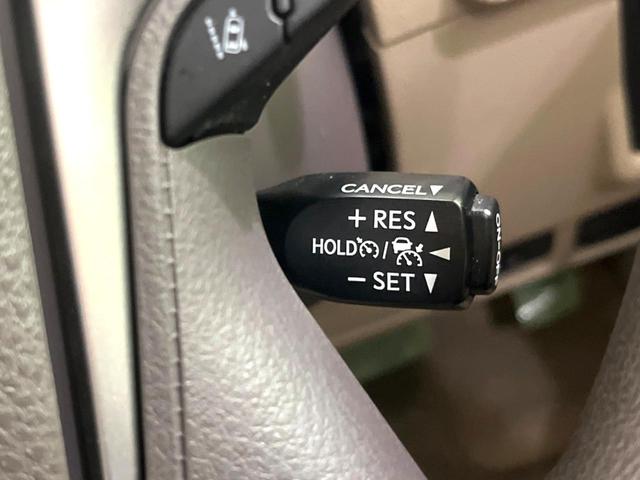 CANCEL▼
+ RES ▲
HOLD / ◀
− SET ▼
ON-OFF